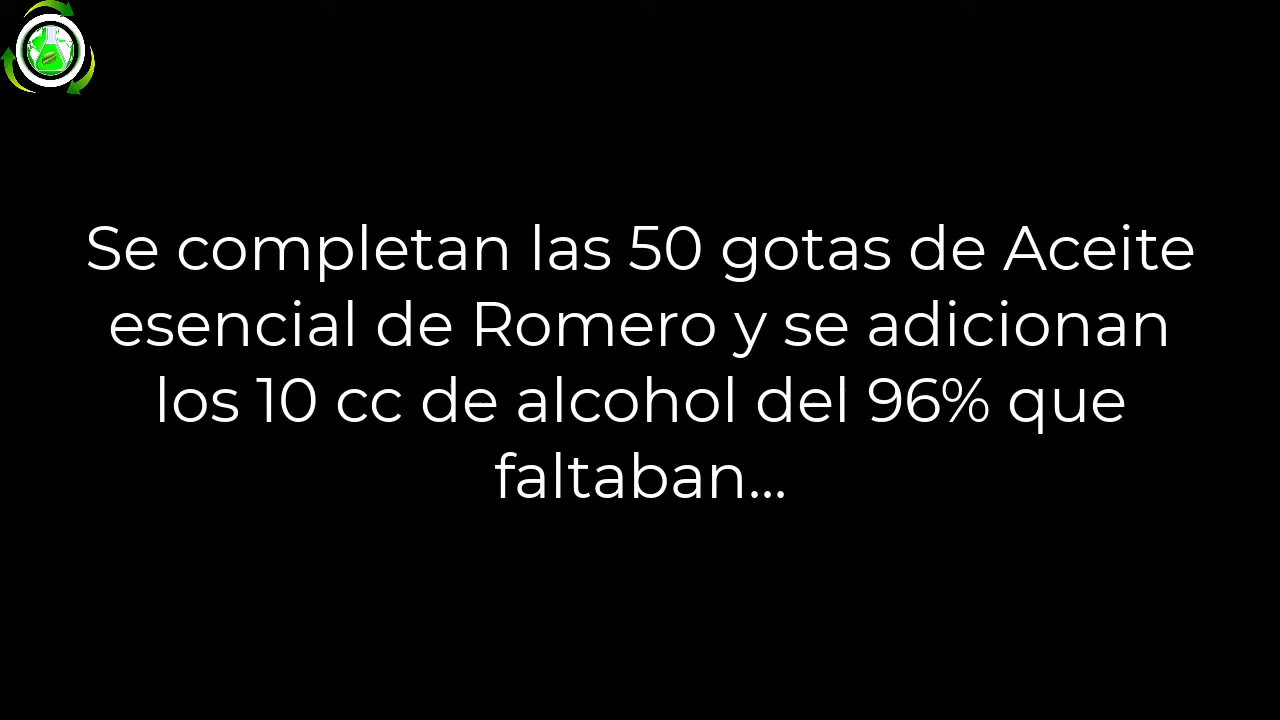 Se completan las 50 gotas de Aceite
esencial de Romero y se adicionan
los 10 cc de alcohol del 96% que
faltaban...